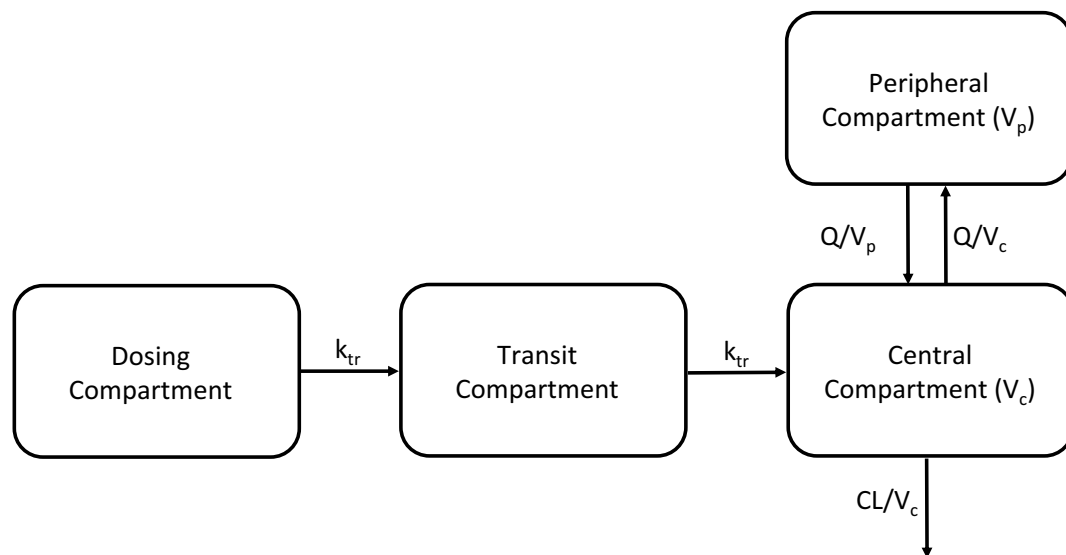 Peripheral
Compartment (Vp)
Q/Vp
Q/Vc
Dosing
Compartment
ktr
Transit
Compartment
ktr
Central
Compartment (Vc)
CL/Vc